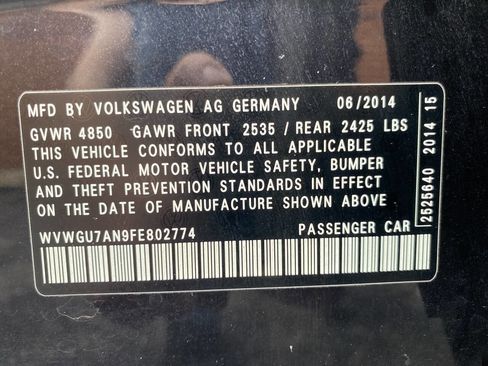 MFD BY VOLKSWAGEN AG GERMANY 06/2014
GVWR 4850 GAWR FRONT 2535 / REAR 2425 LBS
THIS VEHICLE CONFORMS TO ALL APPLICABLE
U.S. FEDERAL MOTOR VEHICLE SAFETY, BUMPER
AND THEFT PREVENTION STANDARDS IN EFFECT
ON THE DATE OF MANUFACTURE SHOWN ABOVE
WVWGU7AN9FE802774 PASSENGER CAR
2525640 2014 15